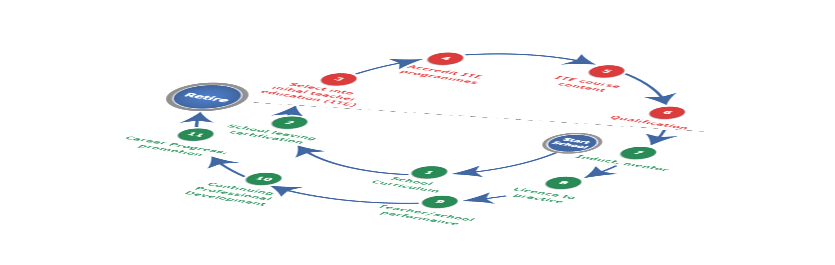 Retire
Start
School
1
School
Curriculum
2
School leaving
certification
3
Select into
initial teacher
education (ITE)
4
Accredit ITE
programmes
5
ITE course
content
6
Qualification
7
Induct, mentor
8
Licence to
practice
9
Teacher/school
performance
10
Continuing
Professional
Development
11
Career Progress,
promotion